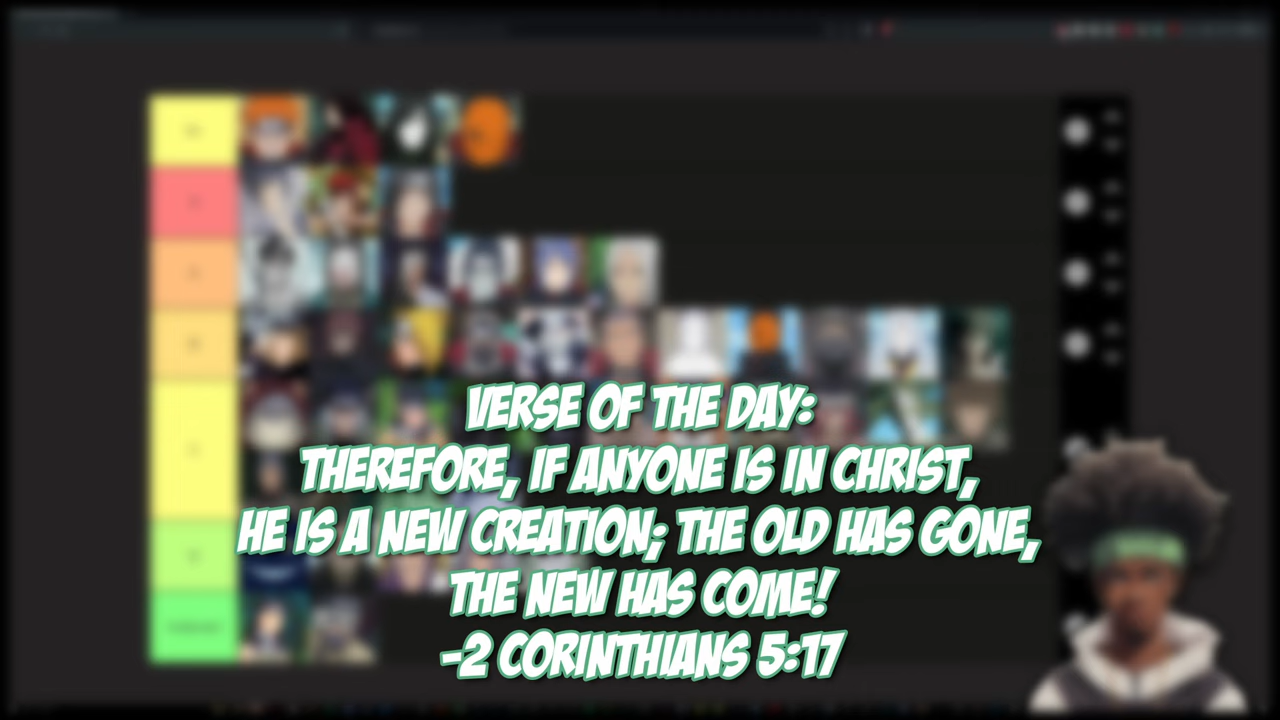 VERSE OF THE DAY:
THEREFORE, IF ANYONE IS IN CHRIST,
HE IS A NEW CREATION; THE OLD HAS GONE,
THE NEW HAS COME!
-2 CORINTHIANS 5:17